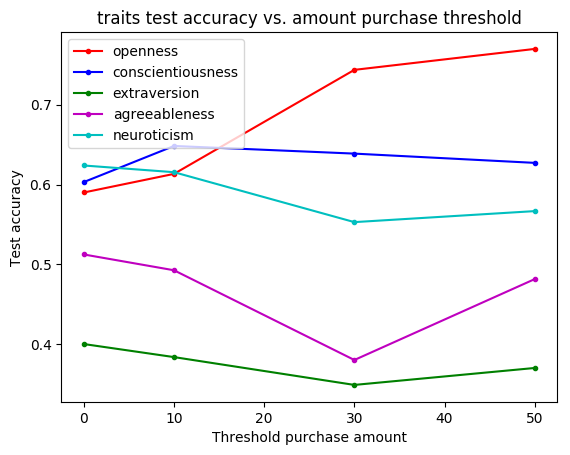 traits test accuracy vs. amount purchase threshold
openness
conscientiousness
extraversion
agreeableness
neuroticism
Test accuracy
0.7
0.6
0.5
0.4
0 10 20 30 40 50
Threshold purchase amount